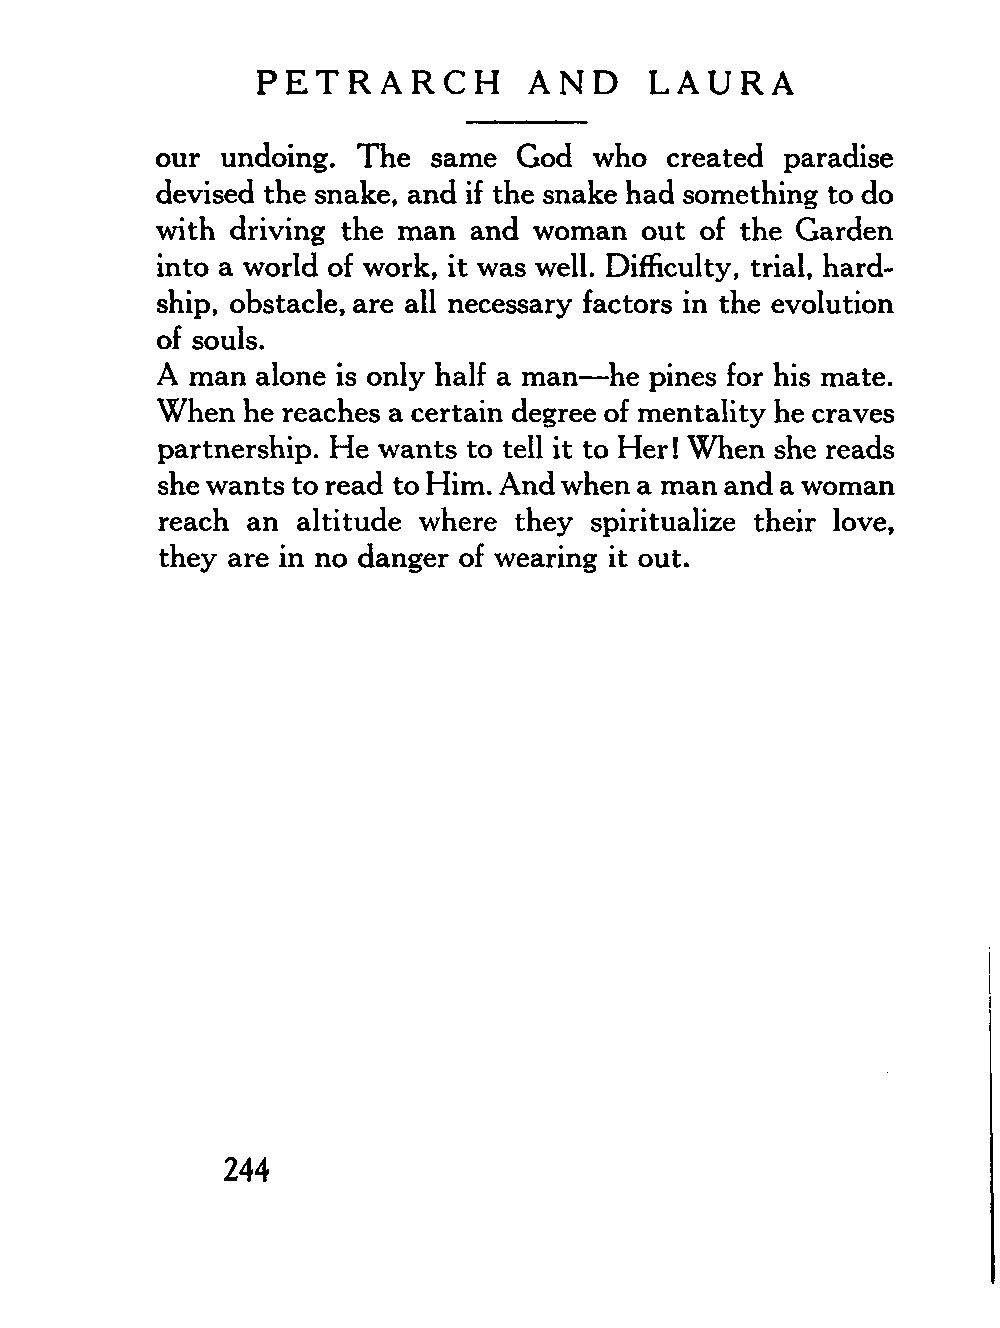 PETRARCH AND LAURA
our undoing. The same God who created paradise
devised the snake, and if the snake had something to do
with driving the man and woman out of the Garden
into a world of work, it was well. Difficulty, trial, hard-
ship, obstacle, are all necessary factors in the evolution
of souls.
A man alone is only half a man—he pines for his mate.
When he reaches a certain degree of mentality he craves
partnership. He wants to tell it to Her! When she reads
she wants to read to Him. And when a man and a woman
reach an altitude where they spiritualize their love,
they are in no danger of wearing it out.
244